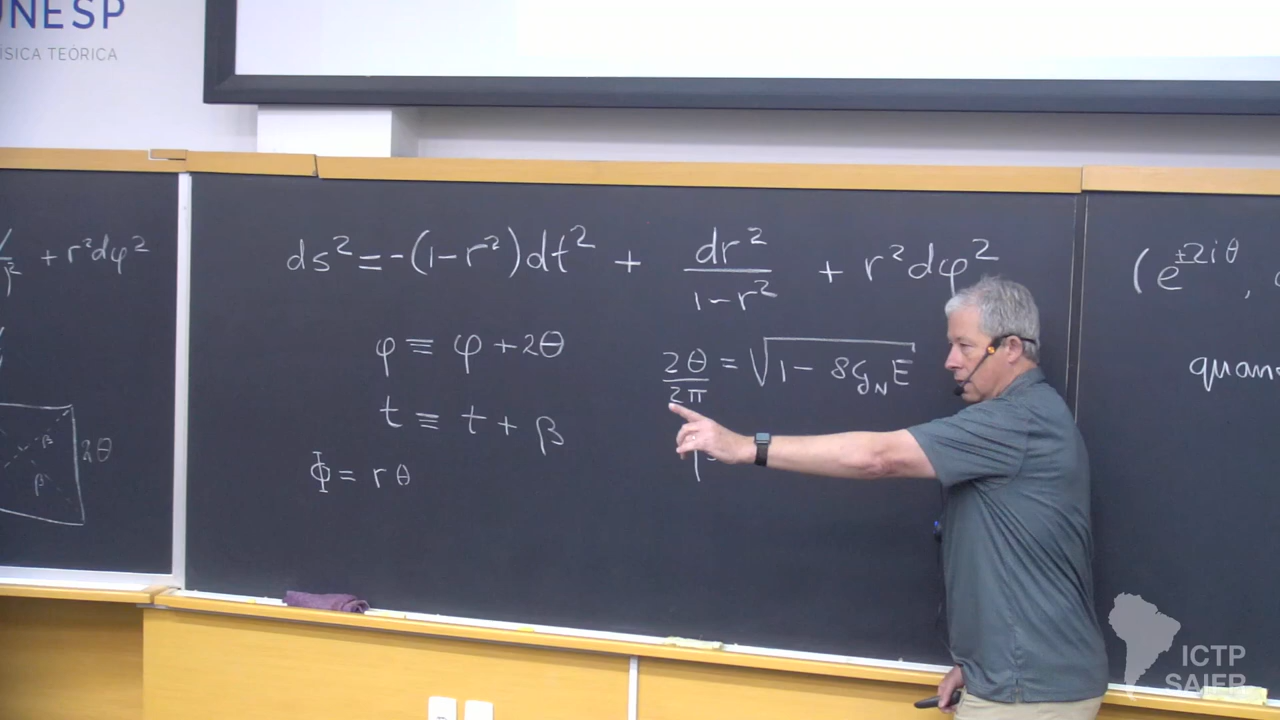 UNESP
ÍSICA TEÓRICA
+ r²dφ²
2θ
β
β
ds² = -(1-r²)dt² + dr²/(1-r²) + r²dφ²
φ ≡ φ + 2θ
2θ/2π = √(1 - 8G_N E)
t ≡ t + β
Φ = rθ
(e^{±2iθ},
quan
ICTP
SAIFR